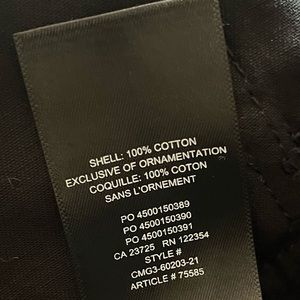 SHELL: 100% COTTON
EXCLUSIVE OF ORNAMENTATION
COQUILLE: 100% COTON
SANS L'ORNEMENT
PO 4500150389
PO 4500150390
PO 4500150391
CA 23725 RN 122354
STYLE #
CMG3-60203-21
ARTICLE # 75585